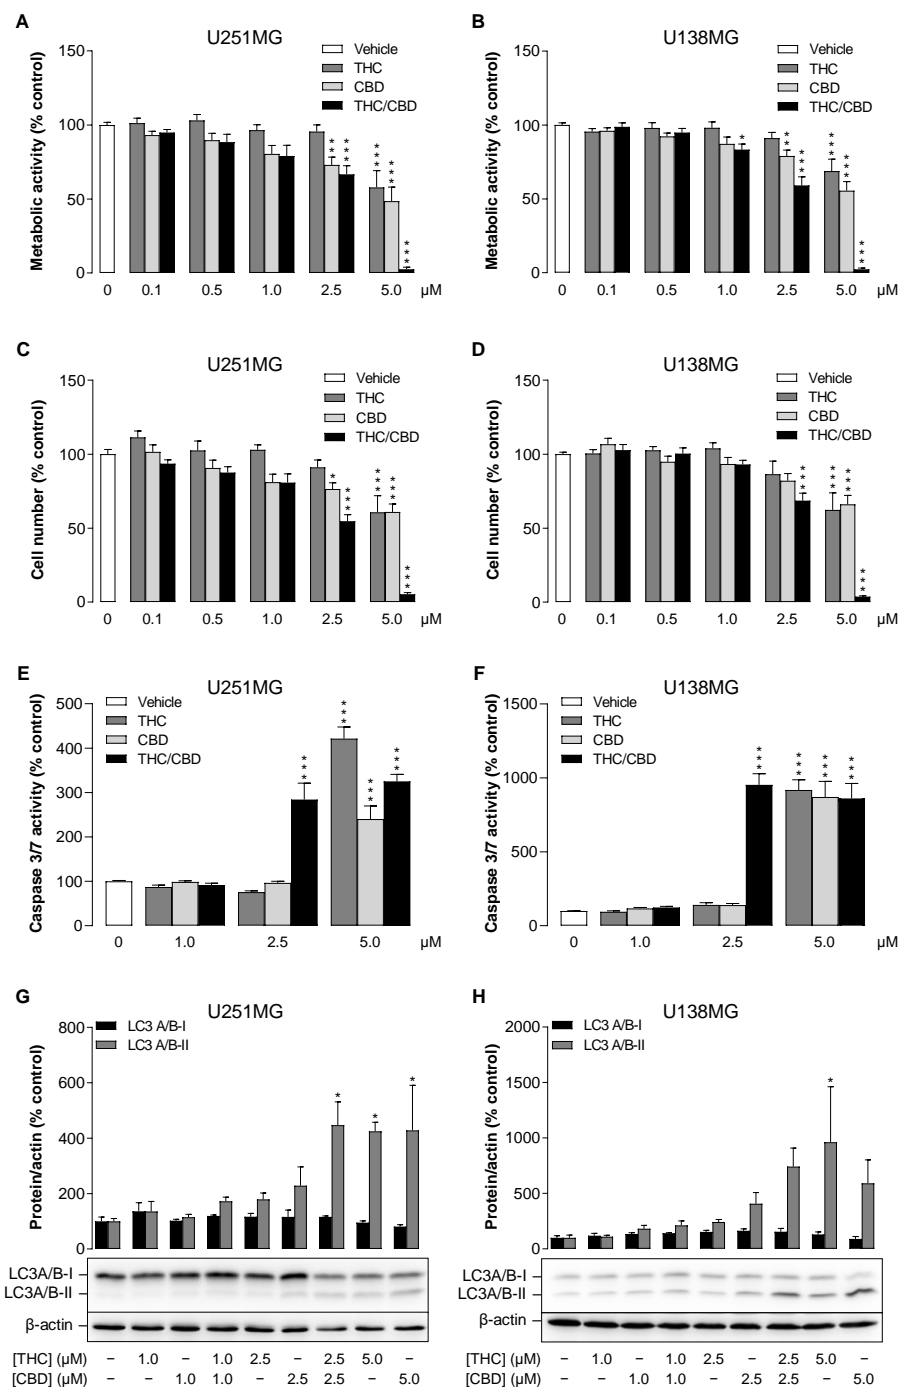 A
U251MG
Metabolic activity (% control)
150
100
50
0
Vehicle
THC
CBD
THC/CBD
** *** *** *** ***
0 0.1 0.5 1.0 2.5 5.0 µM
B
U138MG
Metabolic activity (% control)
150
100
50
0
Vehicle
THC
CBD
THC/CBD
* ** *** *** *** ***
0 0.1 0.5 1.0 2.5 5.0 µM
C
U251MG
Cell number (% control)
150
100
50
0
Vehicle
THC
CBD
THC/CBD
* *** *** *** ***
0 0.1 0.5 1.0 2.5 5.0 µM
D
U138MG
Cell number (% control)
150
100
50
0
Vehicle
THC
CBD
THC/CBD
*** *** *** ***
0 0.1 0.5 1.0 2.5 5.0 µM
E
U251MG
Caspase 3/7 activity (% control)
500
400
300
200
100
0
Vehicle
THC
CBD
THC/CBD
*** *** *** ***
0 1.0 2.5 5.0 µM
F
U138MG
Caspase 3/7 activity (% control)
1500
1000
500
0
Vehicle
THC
CBD
THC/CBD
*** *** *** ***
0 1.0 2.5 5.0 µM
G
U251MG
Protein/actin (% control)
800
600
400
200
0
LC3 A/B-I
LC3 A/B-II
* * *
LC3A/B-I
LC3A/B-II
β-actin
[THC] (µM) – 1.0 – 1.0 2.5 – 2.5 5.0 –
[CBD] (µM) – – 1.0 1.0 – 2.5 2.5 – 5.0
H
U138MG
Protein/actin (% control)
2000
1500
1000
500
0
LC3 A/B-I
LC3 A/B-II
*
LC3A/B-I
LC3A/B-II
β-actin
[THC] (µM) – 1.0 – 1.0 2.5 – 2.5 5.0 –
[CBD] (µM) – – 1.0 1.0 – 2.5 2.5 – 5.0